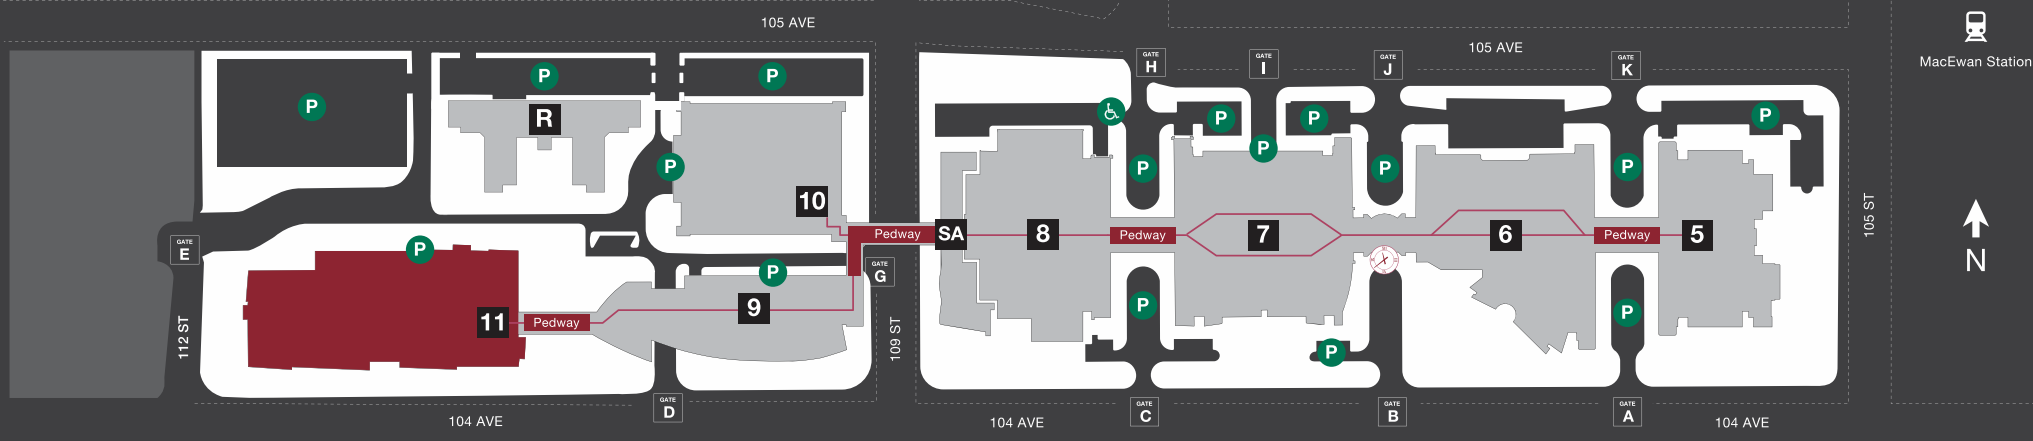 105 AVE
105 AVE
MacEwan Station
GATE
H
GATE
I
GATE
J
GATE
K
P
P
P
P
R
P
P
P
P
P
P
P
P
10
SA
8
Pedway
Pedway
7
6
Pedway
5
105 ST
N
GATE
E
P
GATE
G
P
9
11
Pedway
P
P
P
112 ST
109 ST
GATE
D
GATE
C
GATE
B
GATE
A
104 AVE
104 AVE
104 AVE